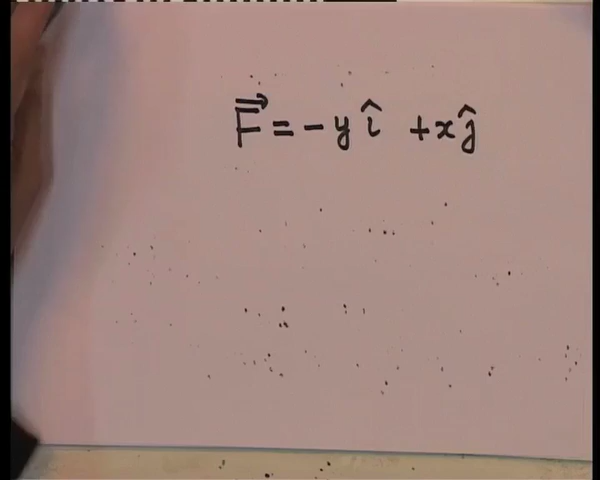 F⃗ = -y î + x ĵ